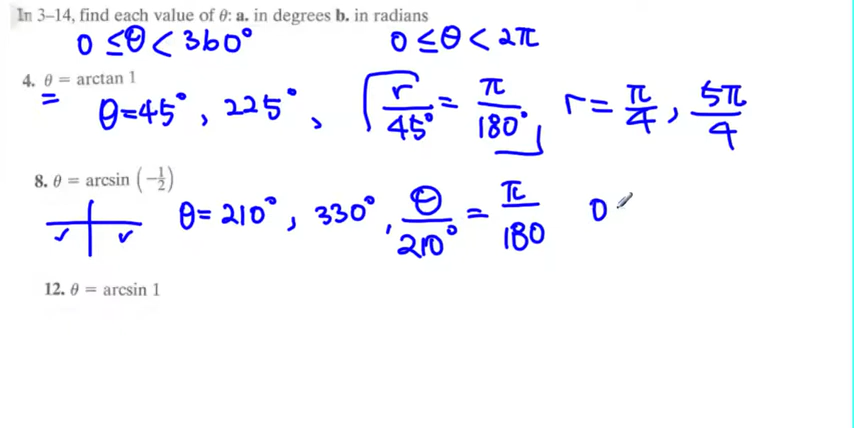 In 3–14, find each value of θ: a. in degrees b. in radians
0 ≤ θ < 360° 0 ≤ θ < 2π
4. θ = arctan 1
= θ = 45°, 225°, r/45° = π/180° r = π/4, 5π/4
8. θ = arcsin (−1/2)
θ = 210°, 330°, θ/210° = π/180 0
12. θ = arcsin 1